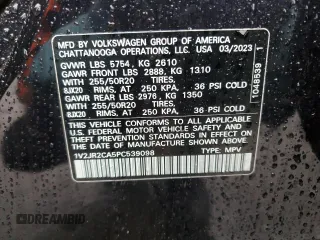 MFD. BY VOLKSWAGEN GROUP OF AMERICA
CHATTANOOGA OPERATIONS, LLC. USA 03/2023
GVWR LBS 5754, KG 2610
GAWR FRONT LBS 2888, KG 1310
WITH 255/50R20 TIRES,
8JX20 RIMS, AT 250 KPA, 36 PSI COLD
GAWR REAR LBS 2976, KG 1350
WITH 255/50R20 TIRES,
8JX20 RIMS, AT 250 KPA, 36 PSI COLD
THIS VEHICLE CONFORMS TO ALL APPLICABLE
FEDERAL MOTOR VEHICLE SAFETY AND
THEFT PREVENTION STANDARDS IN EFFECT
ON THE DATE OF MANUFACTURE SHOWN ABOVE.
1V2JR2CA5PC539098 TYPE: MPV
1048539 1